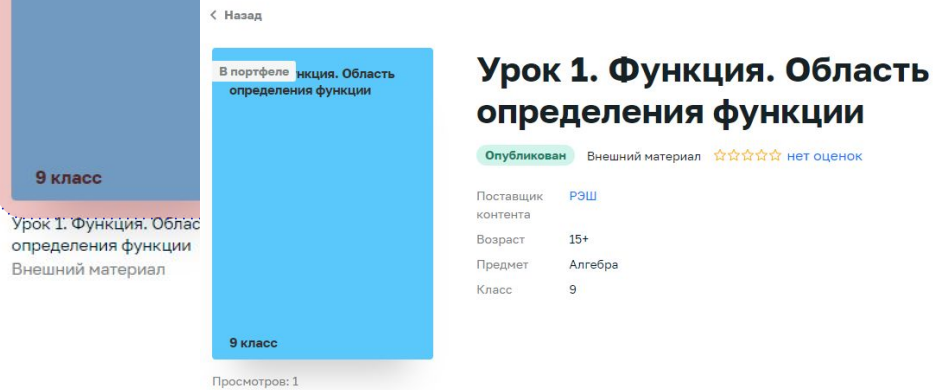 9 класс
Урок 1. Функция. Облас
определения функции
Внешний материал
Назад
В портфеле нкция. Область
определения функции
9 класс
Просмотров: 1
Урок 1. Функция. Область
определения функции
Опубликован Внешний материал нет оценок
Поставщик контента РЭШ
Возраст 15+
Предмет Алгебра
Класс 9